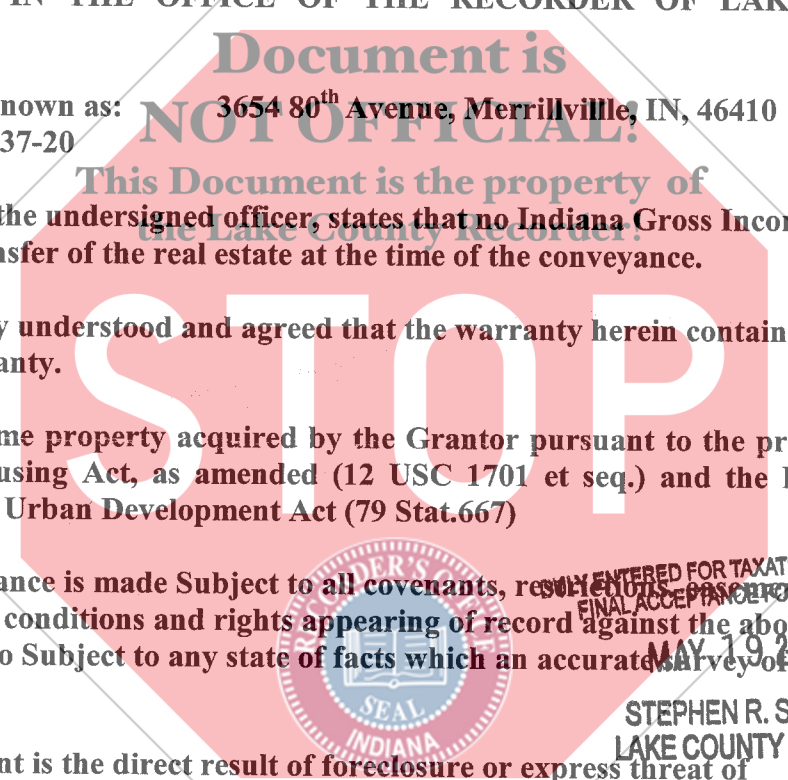 IN THE OFFICE OF THE RECORDER OF LAK
Document is
nown as: 3654 80th Avenue, Merrillvillle, IN, 46410
NOT OFFICIAL!
37-20
This Document is the property of
the undersigned officer, states that no Indiana Gross Incor
the Lake County Recorder!
nsfer of the real estate at the time of the conveyance.
STOP
y understood and agreed that the warranty herein contain
anty.
me property acquired by the Grantor pursuant to the pr
using Act, as amended (12 USC 1701 et seq.) and the
Urban Development Act (79 Stat.667)
DULY ENTERED FOR TAXAT
ance is made Subject to all covenants, restrictions, easeme
FINAL ACCEPTANCE FO
conditions and rights appearing of record against the abo
o Subject to any state of facts which an accurate survey of
MAY 19 2
RECORDER'S OFFICE
SEAL
INDIANA
STEPHEN R. S
LAKE COUNTY
nt is the direct result of foreclosure or express threat of